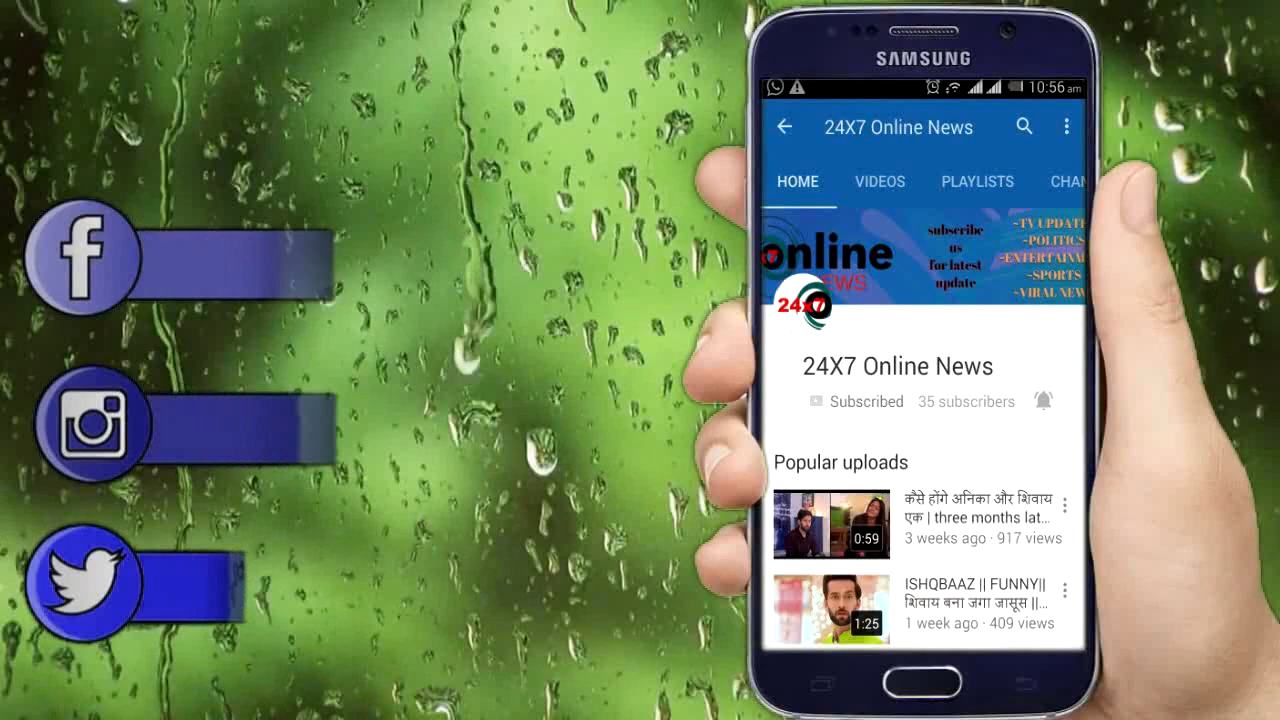 SAMSUNG
10:56 am
24X7 Online News
HOME VIDEOS PLAYLISTS CHAN
online
NEWS
subscribe
us
for latest
update
~TV UPDATE
~POLITICS
~ENTERTAINM
~SPORTS
~VIRAL NEW
24x7
24X7 Online News
Subscribed 35 subscribers
Popular uploads
कैसे होंगे अनिका और शिवाय
एक | three months lat...
3 weeks ago · 917 views
0:59
ISHQBAAZ || FUNNY||
शिवाय बना जगा जासूस ||...
1 week ago · 409 views
1:25